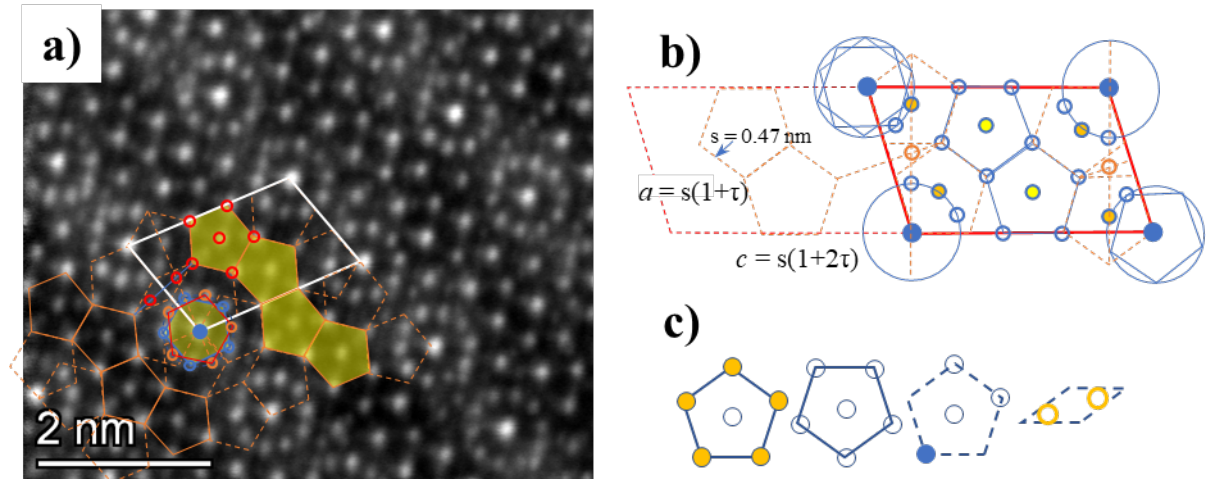 a)
2 nm
b)
s = 0.47 nm
a = s(1+τ)
c = s(1+2τ)
c)